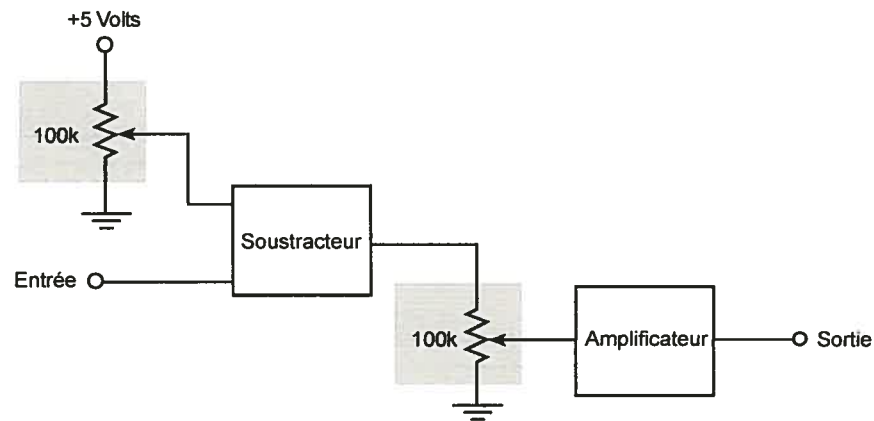 +5 Volts
100k
Soustracteur
Entrée
100k
Amplificateur
Sortie